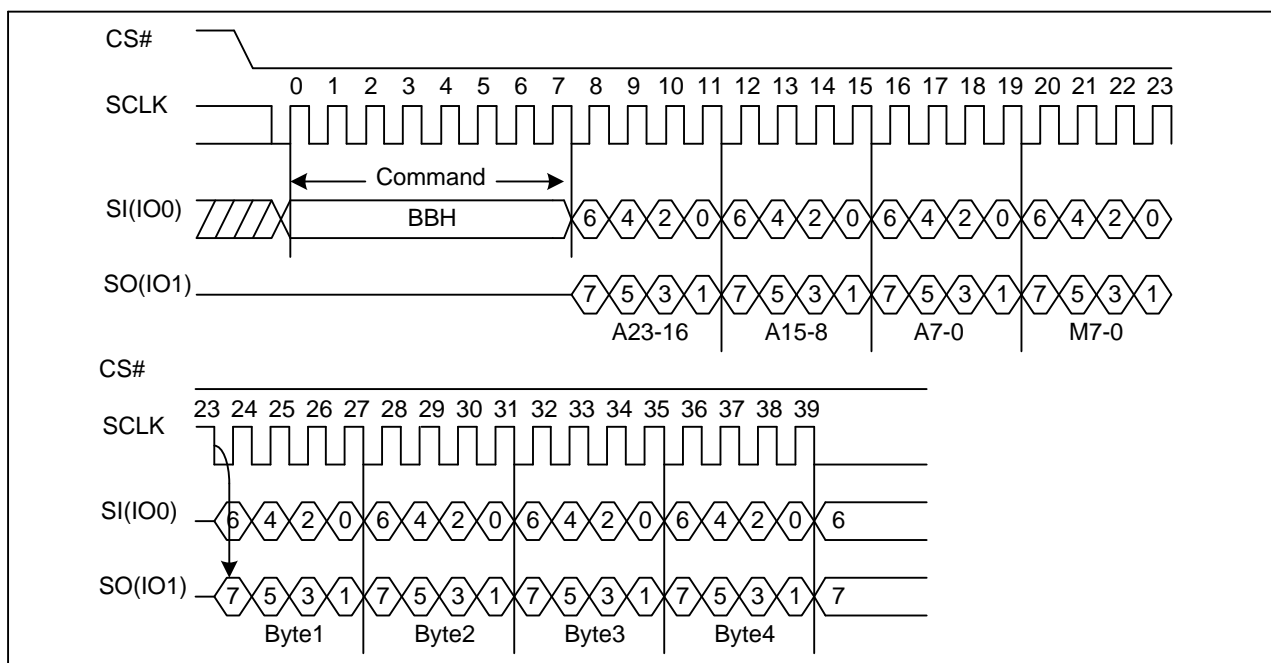 CS#
0 1 2 3 4 5 6 7 8 9 10 11 12 13 14 15 16 17 18 19 20 21 22 23
SCLK
Command
SI(IO0) BBH 6 4 2 0 6 4 2 0 6 4 2 0 6 4 2 0
SO(IO1) 7 5 3 1 7 5 3 1 7 5 3 1 7 5 3 1
A23-16 A15-8 A7-0 M7-0
CS#
23 24 25 26 27 28 29 30 31 32 33 34 35 36 37 38 39
SCLK
SI(IO0) 6 4 2 0 6 4 2 0 6 4 2 0 6 4 2 0 6
SO(IO1) 7 5 3 1 7 5 3 1 7 5 3 1 7 5 3 1 7
Byte1 Byte2 Byte3 Byte4